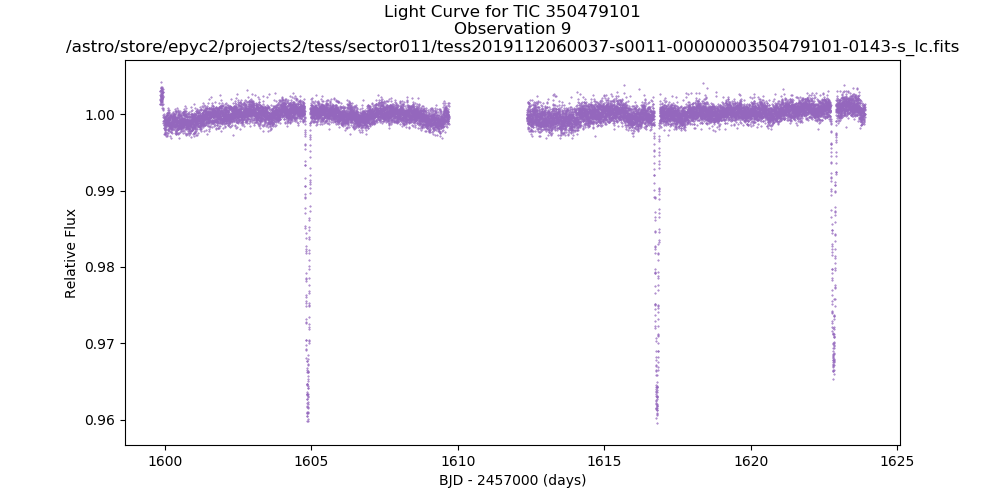 Light Curve for TIC 350479101
Observation 9
/astro/store/epyc2/projects2/tess/sector011/tess2019112060037-s0011-0000000350479101-0143-s_lc.fits
1.00
0.99
0.98
0.97
0.96
Relative Flux
1600
1605
1610
1615
1620
1625
BJD - 2457000 (days)